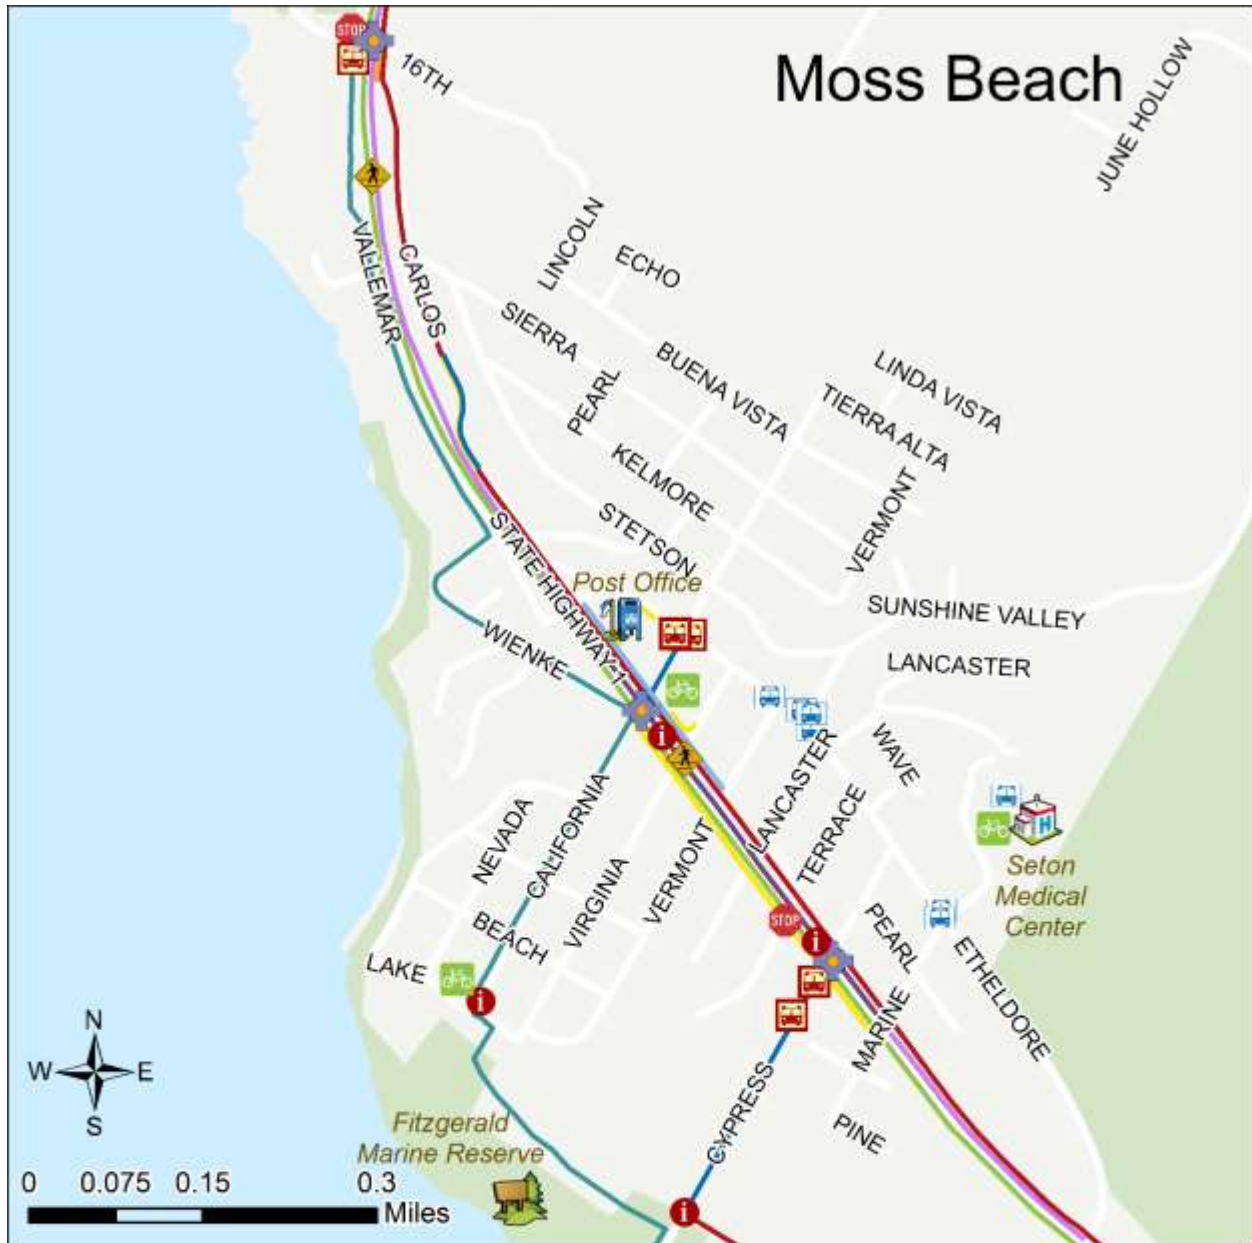 STOP
16TH
Moss Beach
JUNE HOLLOW
LINCOLN
ECHO
VALLEMAR
CARLOS
SIERRA
PEARL
BUENA VISTA
LINDA VISTA
TIERRA ALTA
KELMORE
VERMONT
STETSON
STATE HIGHWAY 1
Post Office
SUNSHINE VALLEY
WIENKE
LANCASTER
i
WAVE
LANCASTER
NEVADA
CALIFORNIA
TERRACE
VERMONT
VIRGINIA
H
Seton
Medical
Center
BEACH
STOP
i
PEARL
ETHELDORE
LAKE
i
MARINE
N
W E
S
CYPRESS
PINE
Fitzgerald
Marine Reserve
i
0 0.075 0.15 0.3
Miles